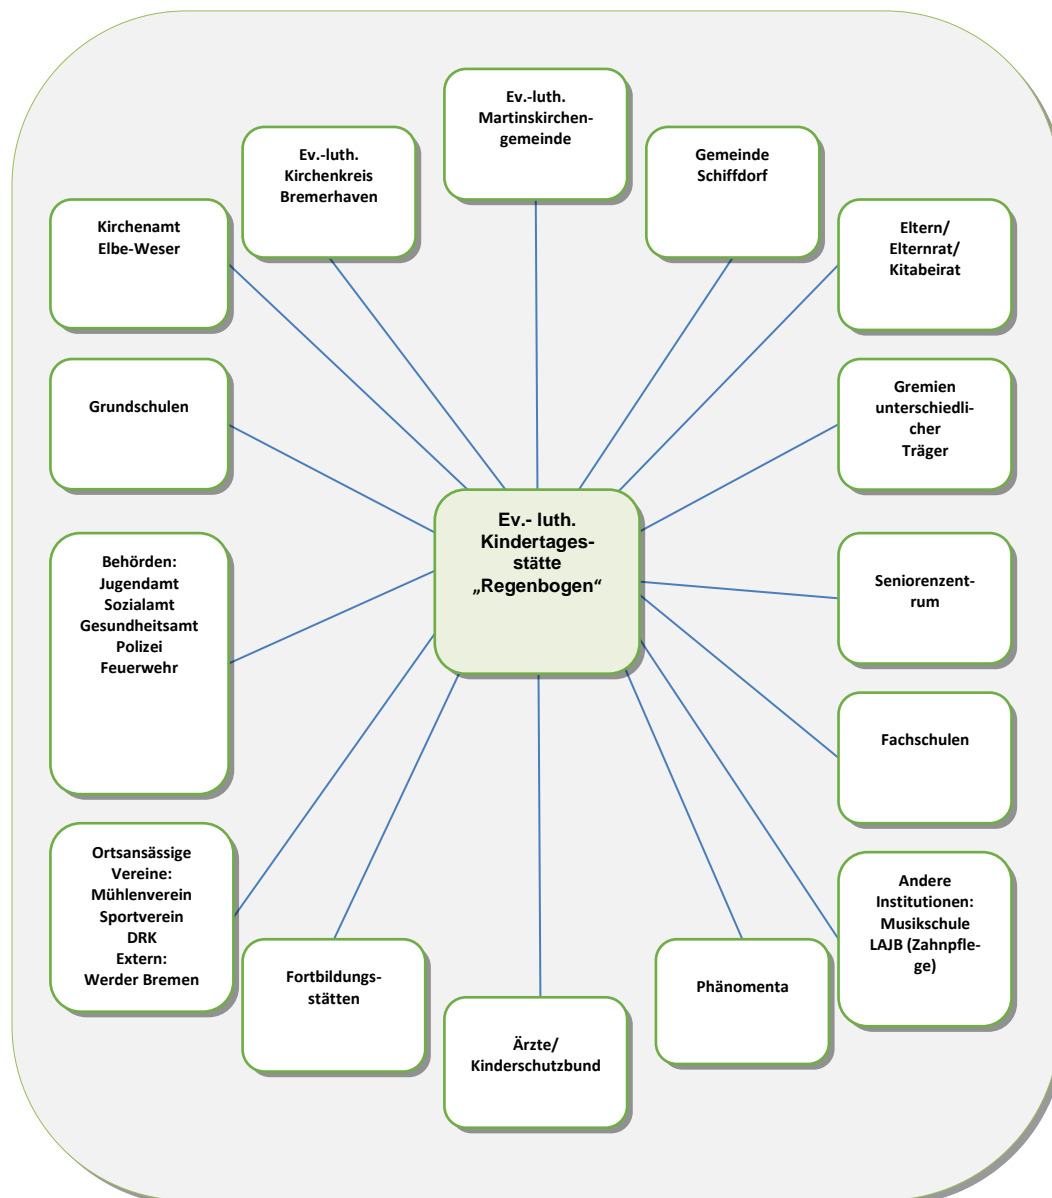 Ev.-luth.
Martinskirchen-
gemeinde
Ev.-luth.
Kirchenkreis
Bremerhaven
Gemeinde
Schiffdorf
Kirchenamt
Elbe-Weser
Eltern/
Elternrat/
Kitabeirat
Grundschulen
Gremien
unterschiedli-
cher
Träger
Ev.- luth.
Kindertages-
stätte
„Regenbogen“
Behörden:
Jugendamt
Sozialamt
Gesundheitsamt
Polizei
Feuerwehr
Seniorenzent-
rum
Fachschulen
Ortsansässige
Vereine:
Mühlenverein
Sportverein
DRK
Extern:
Werder Bremen
Andere
Institutionen:
Musikschule
LAJB (Zahnpfle-
ge)
Fortbildungs-
stätten
Phänomenta
Ärzte/
Kinderschutzbund